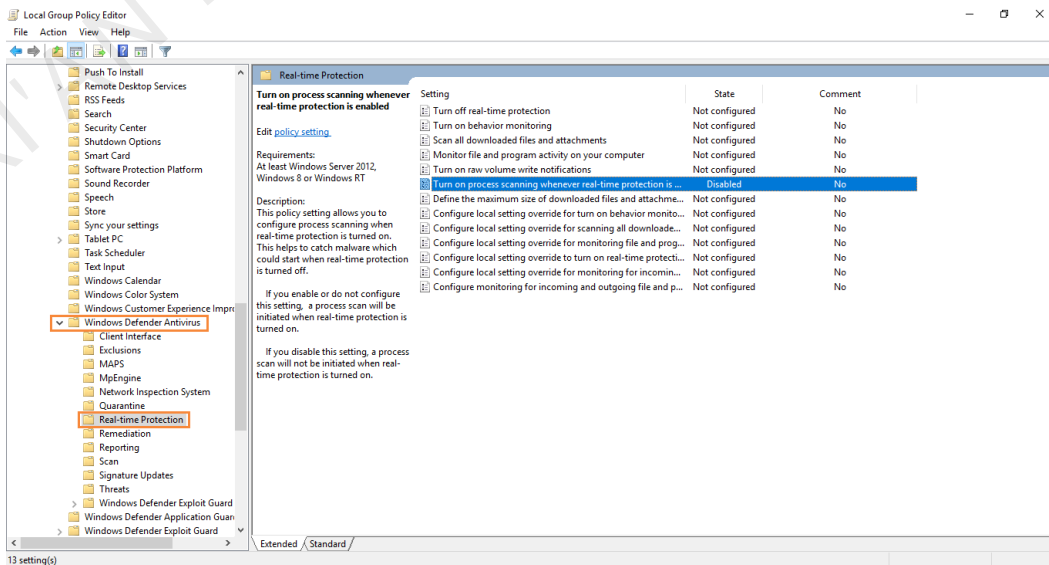 Local Group Policy Editor
File Action View Help
Push To Install
Remote Desktop Services
RSS Feeds
Search
Security Center
Shutdown Options
Smart Card
Software Protection Platform
Sound Recorder
Speech
Store
Sync your settings
Tablet PC
Task Scheduler
Text Input
Windows Calendar
Windows Color System
Windows Customer Experience Impr
Windows Defender Antivirus
Client Interface
Exclusions
MAPS
MpEngine
Network Inspection System
Quarantine
Real-time Protection
Remediation
Reporting
Scan
Signature Updates
Threats
Windows Defender Exploit Guard
Windows Defender Application Guar
Windows Defender Exploit Guard
Real-time Protection
Turn on process scanning whenever
real-time protection is enabled
Edit policy setting
Requirements:
At least Windows Server 2012,
Windows 8 or Windows RT
Description:
This policy setting allows you to
configure process scanning when
real-time protection is turned on.
This helps to catch malware which
could start when real-time protection
is turned off.
If you enable or do not configure
this setting, a process scan will be
initiated when real-time protection is
turned on.
If you disable this setting, a process
scan will not be initiated when real-
time protection is turned on.
Setting State Comment
Turn off real-time protection Not configured No
Turn on behavior monitoring Not configured No
Scan all downloaded files and attachments Not configured No
Monitor file and program activity on your computer Not configured No
Turn on raw volume write notifications Not configured No
Turn on process scanning whenever real-time protection is ... Disabled No
Define the maximum size of downloaded files and attachme... Not configured No
Configure local setting override for turn on behavior monito... Not configured No
Configure local setting override for scanning all downloade... Not configured No
Configure local setting override for monitoring file and prog... Not configured No
Configure local setting override to turn on real-time protecti... Not configured No
Configure local setting override for monitoring for incomin... Not configured No
Configure monitoring for incoming and outgoing file and p... Not configured No
Extended Standard
13 setting(s)